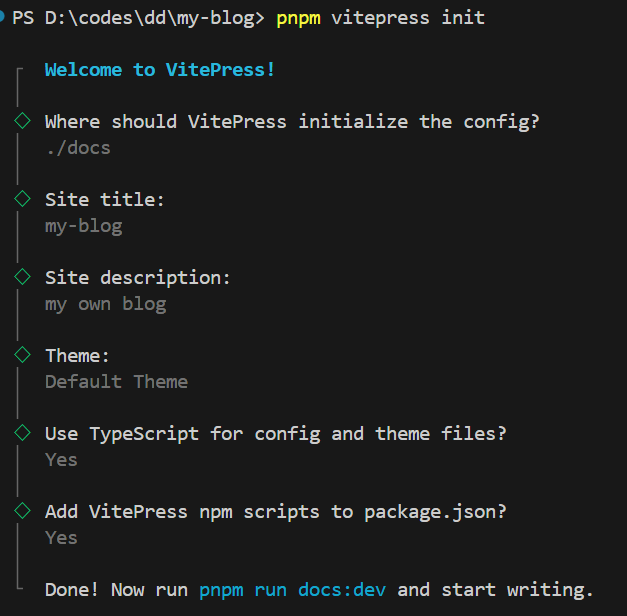 PS D:\codes\dd\my-blog> pnpm vitepress init
Welcome to VitePress!
Where should VitePress initialize the config?
./docs
Site title:
my-blog
Site description:
my own blog
Theme:
Default Theme
Use TypeScript for config and theme files?
Yes
Add VitePress npm scripts to package.json?
Yes
Done! Now run pnpm run docs:dev and start writing.